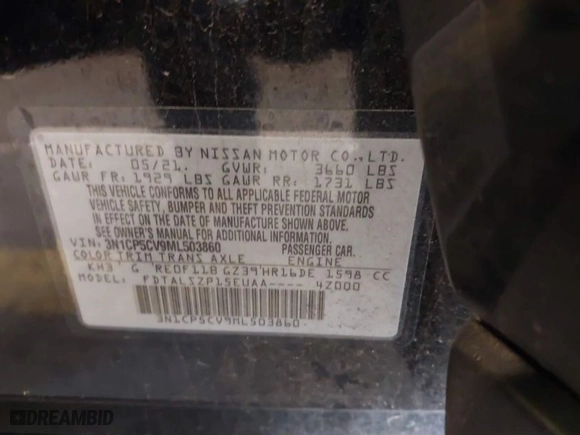 MANUFACTURED BY NISSAN MOTOR CO., LTD.
DATE: 05/21. GVWR: 3660 LBS
GAWR FR: 1929 LBS GAWR RR: 1731 LBS
THIS VEHICLE CONFORMS TO ALL APPLICABLE FEDERAL MOTOR
VEHICLE SAFETY, BUMPER AND THEFT PREVENTION STANDARDS
IN EFFECT ON THE DATE OF MANUFACTURE SHOWN ABOVE.
SEE OWNER'S MANUAL OR DEALER FOR ADDITIONAL DATA.
VIN: 3N1CP5CV9ML503860 PASSENGER CAR.
COLOR TRIM TRANS AXLE ENGINE
KH3 G RE0F11B GZ39 HR16DE 1598 CC
MODEL: FDTALSZP15EUAA---- 4Z000
3N1CP5CV9ML503860
DREAMBID